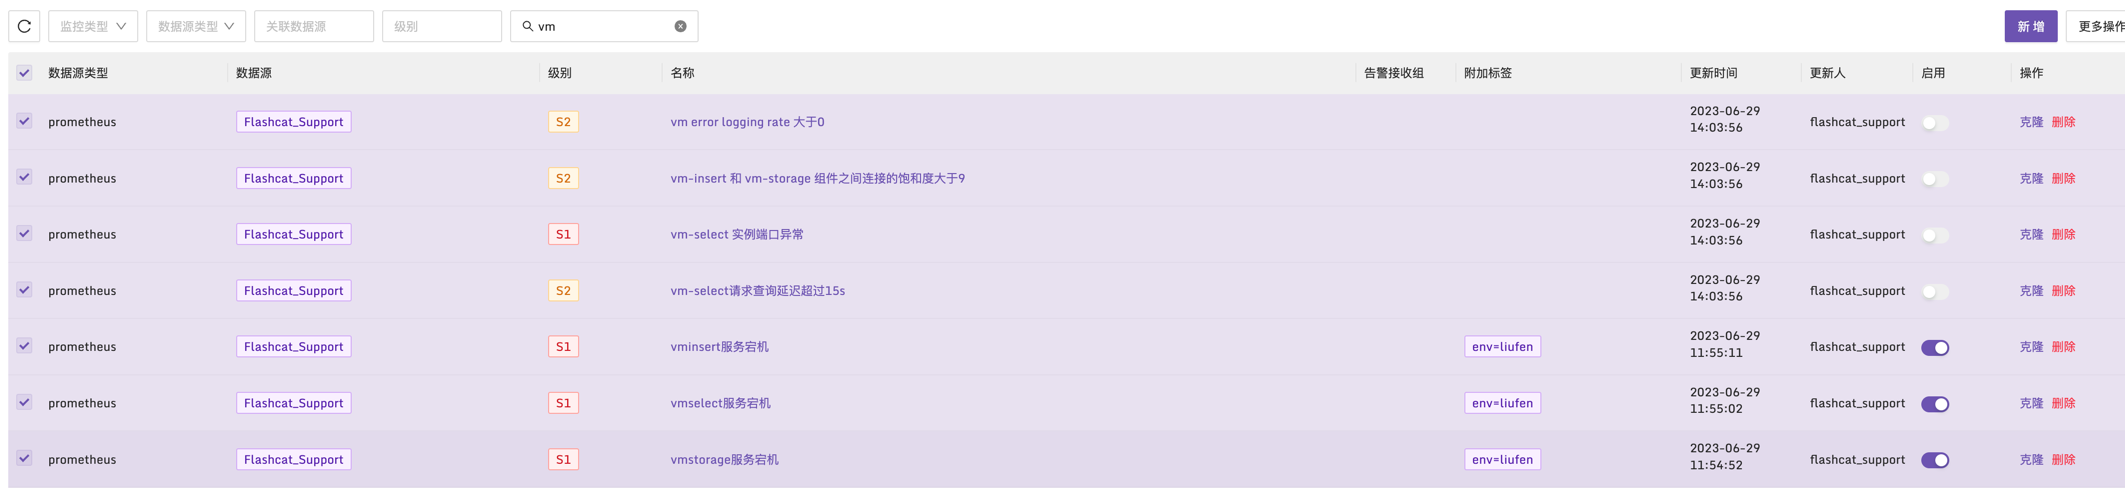 监控类型 数据源类型 关联数据源 级别 vm 新 增
数据源类型 数据源 级别 名称 告警接收组 附加标签 更新时间 更新人 启用 操作
prometheus Flashcat_Support S2 vm error logging rate 大于0 2023-06-29 14:03:56 flashcat_support 克隆 删除
prometheus Flashcat_Support S2 vm-insert 和 vm-storage 组件之间连接的饱和度大于9 2023-06-29 14:03:56 flashcat_support 克隆 删除
prometheus Flashcat_Support S1 vm-select 实例端口异常 2023-06-29 14:03:56 flashcat_support 克隆 删除
prometheus Flashcat_Support S2 vm-select请求查询延迟超过15s 2023-06-29 14:03:56 flashcat_support 克隆 删除
prometheus Flashcat_Support S1 vminsert服务宕机 env=liufen 2023-06-29 11:55:11 flashcat_support 克隆 删除
prometheus Flashcat_Support S1 vmselect服务宕机 env=liufen 2023-06-29 11:55:02 flashcat_support 克隆 删除
prometheus Flashcat_Support S1 vmstorage服务宕机 env=liufen 2023-06-29 11:54:52 flashcat_support 克隆 删除